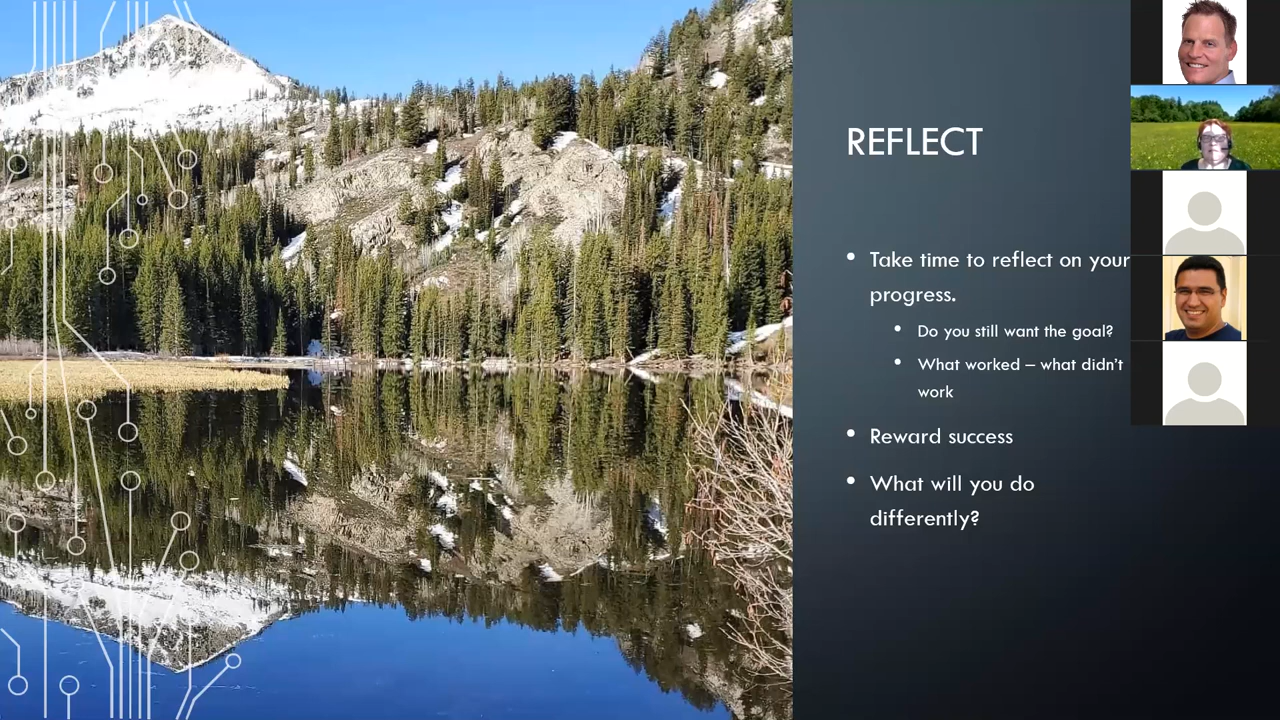 REFLECT
Take time to reflect on your
progress.
Do you still want the goal?
What worked – what didn't
work
Reward success
What will you do
differently?